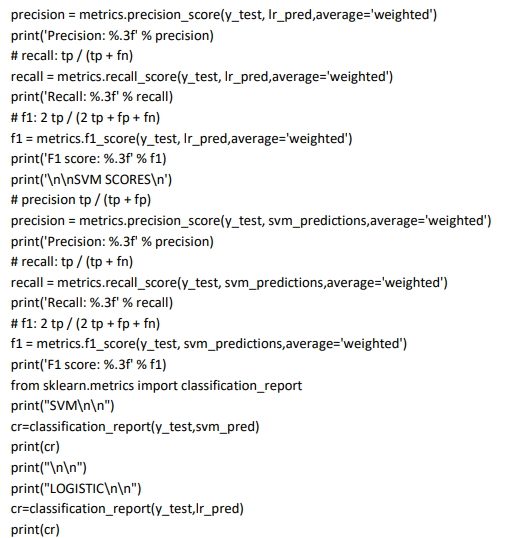 precision = metrics.precision_score(y_test, lr_pred,average='weighted')
print('Precision: %.3f' % precision)
# recall: tp / (tp + fn)
recall = metrics.recall_score(y_test, lr_pred,average='weighted')
print('Recall: %.3f' % recall)
# f1: 2 tp / (2 tp + fp + fn)
f1 = metrics.f1_score(y_test, lr_pred,average='weighted')
print('F1 score: %.3f' % f1)
print('\n\nSVM SCORES\n')
# precision tp / (tp + fp)
precision = metrics.precision_score(y_test, svm_predictions,average='weighted')
print('Precision: %.3f' % precision)
# recall: tp / (tp + fn)
recall = metrics.recall_score(y_test, svm_predictions,average='weighted')
print('Recall: %.3f' % recall)
# f1: 2 tp / (2 tp + fp + fn)
f1 = metrics.f1_score(y_test, svm_predictions,average='weighted')
print('F1 score: %.3f' % f1)
from sklearn.metrics import classification_report
print("SVM\n\n")
cr=classification_report(y_test,svm_pred)
print(cr)
print("\n\n")
print("LOGISTIC\n\n")
cr=classification_report(y_test,lr_pred)
print(cr)